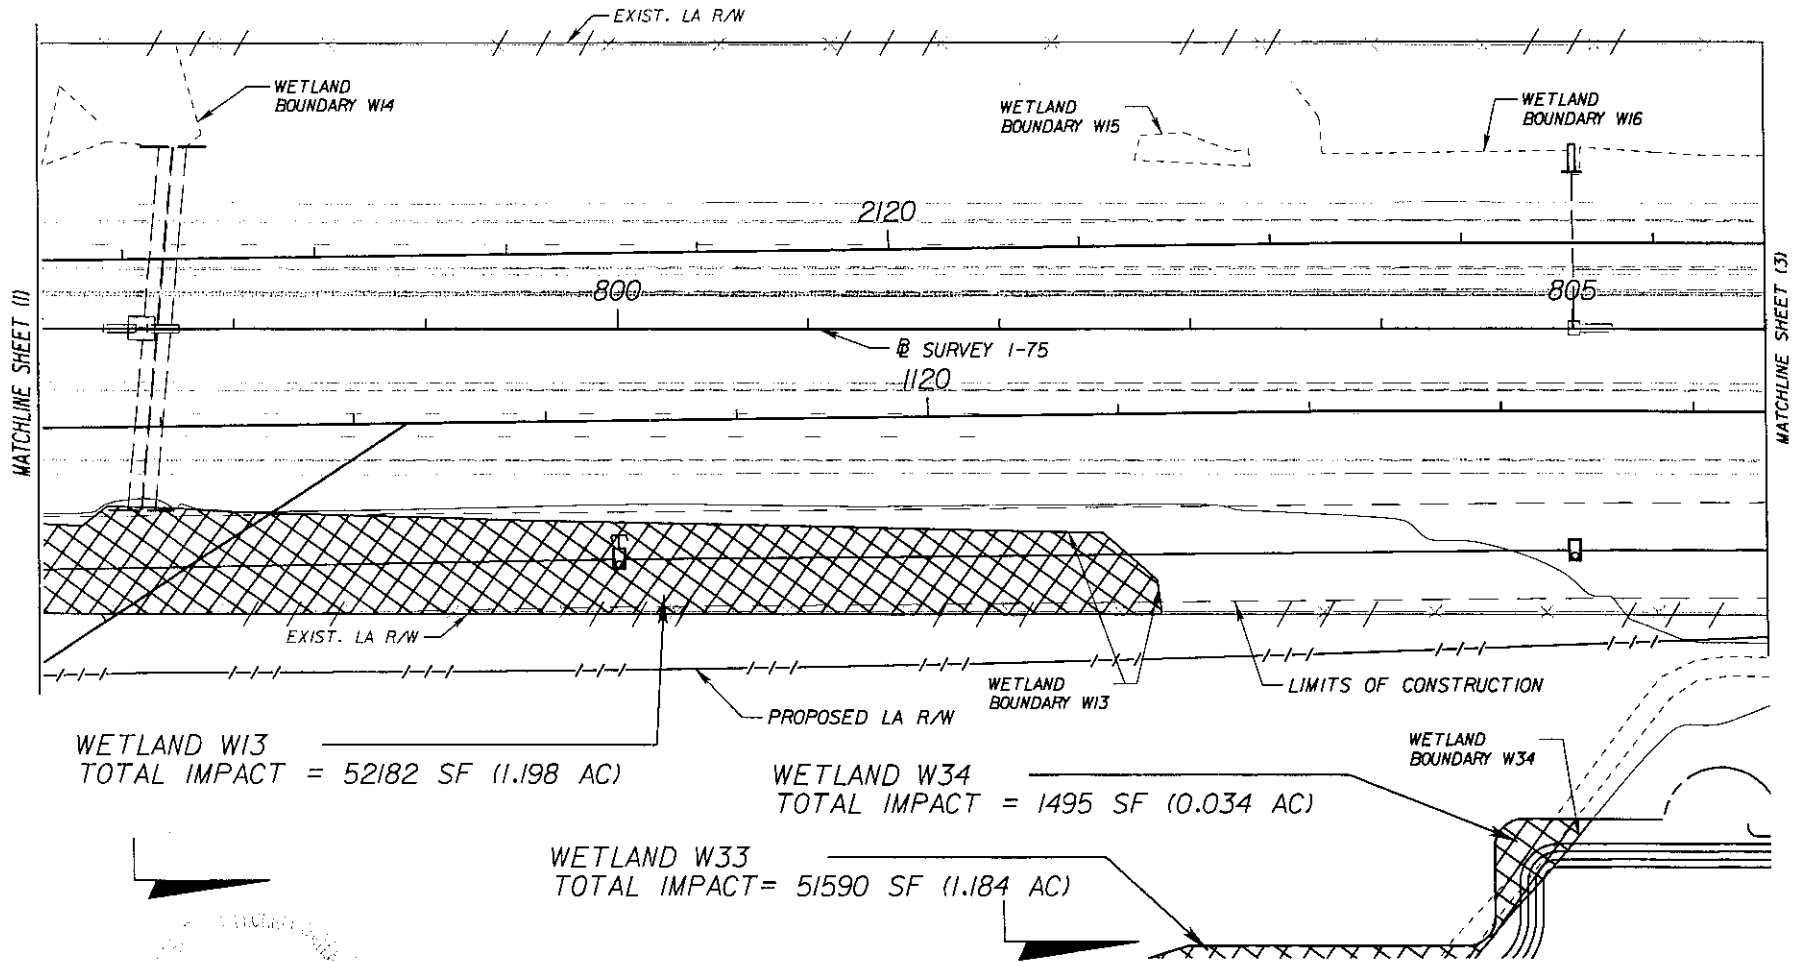 EXIST. LA R/W
WETLAND
BOUNDARY W14
WETLAND
BOUNDARY W15
WETLAND
BOUNDARY W16
2120
800
805
MATCHLINE SHEET (1)
MATCHLINE SHEET (3)
℄ SURVEY I-75
1120
EXIST. LA R/W
WETLAND
BOUNDARY W13
LIMITS OF CONSTRUCTION
PROPOSED LA R/W
WETLAND W13
TOTAL IMPACT = 52182 SF (1.198 AC)
WETLAND W34
TOTAL IMPACT = 1495 SF (0.034 AC)
WETLAND
BOUNDARY W34
WETLAND W33
TOTAL IMPACT= 51590 SF (1.184 AC)